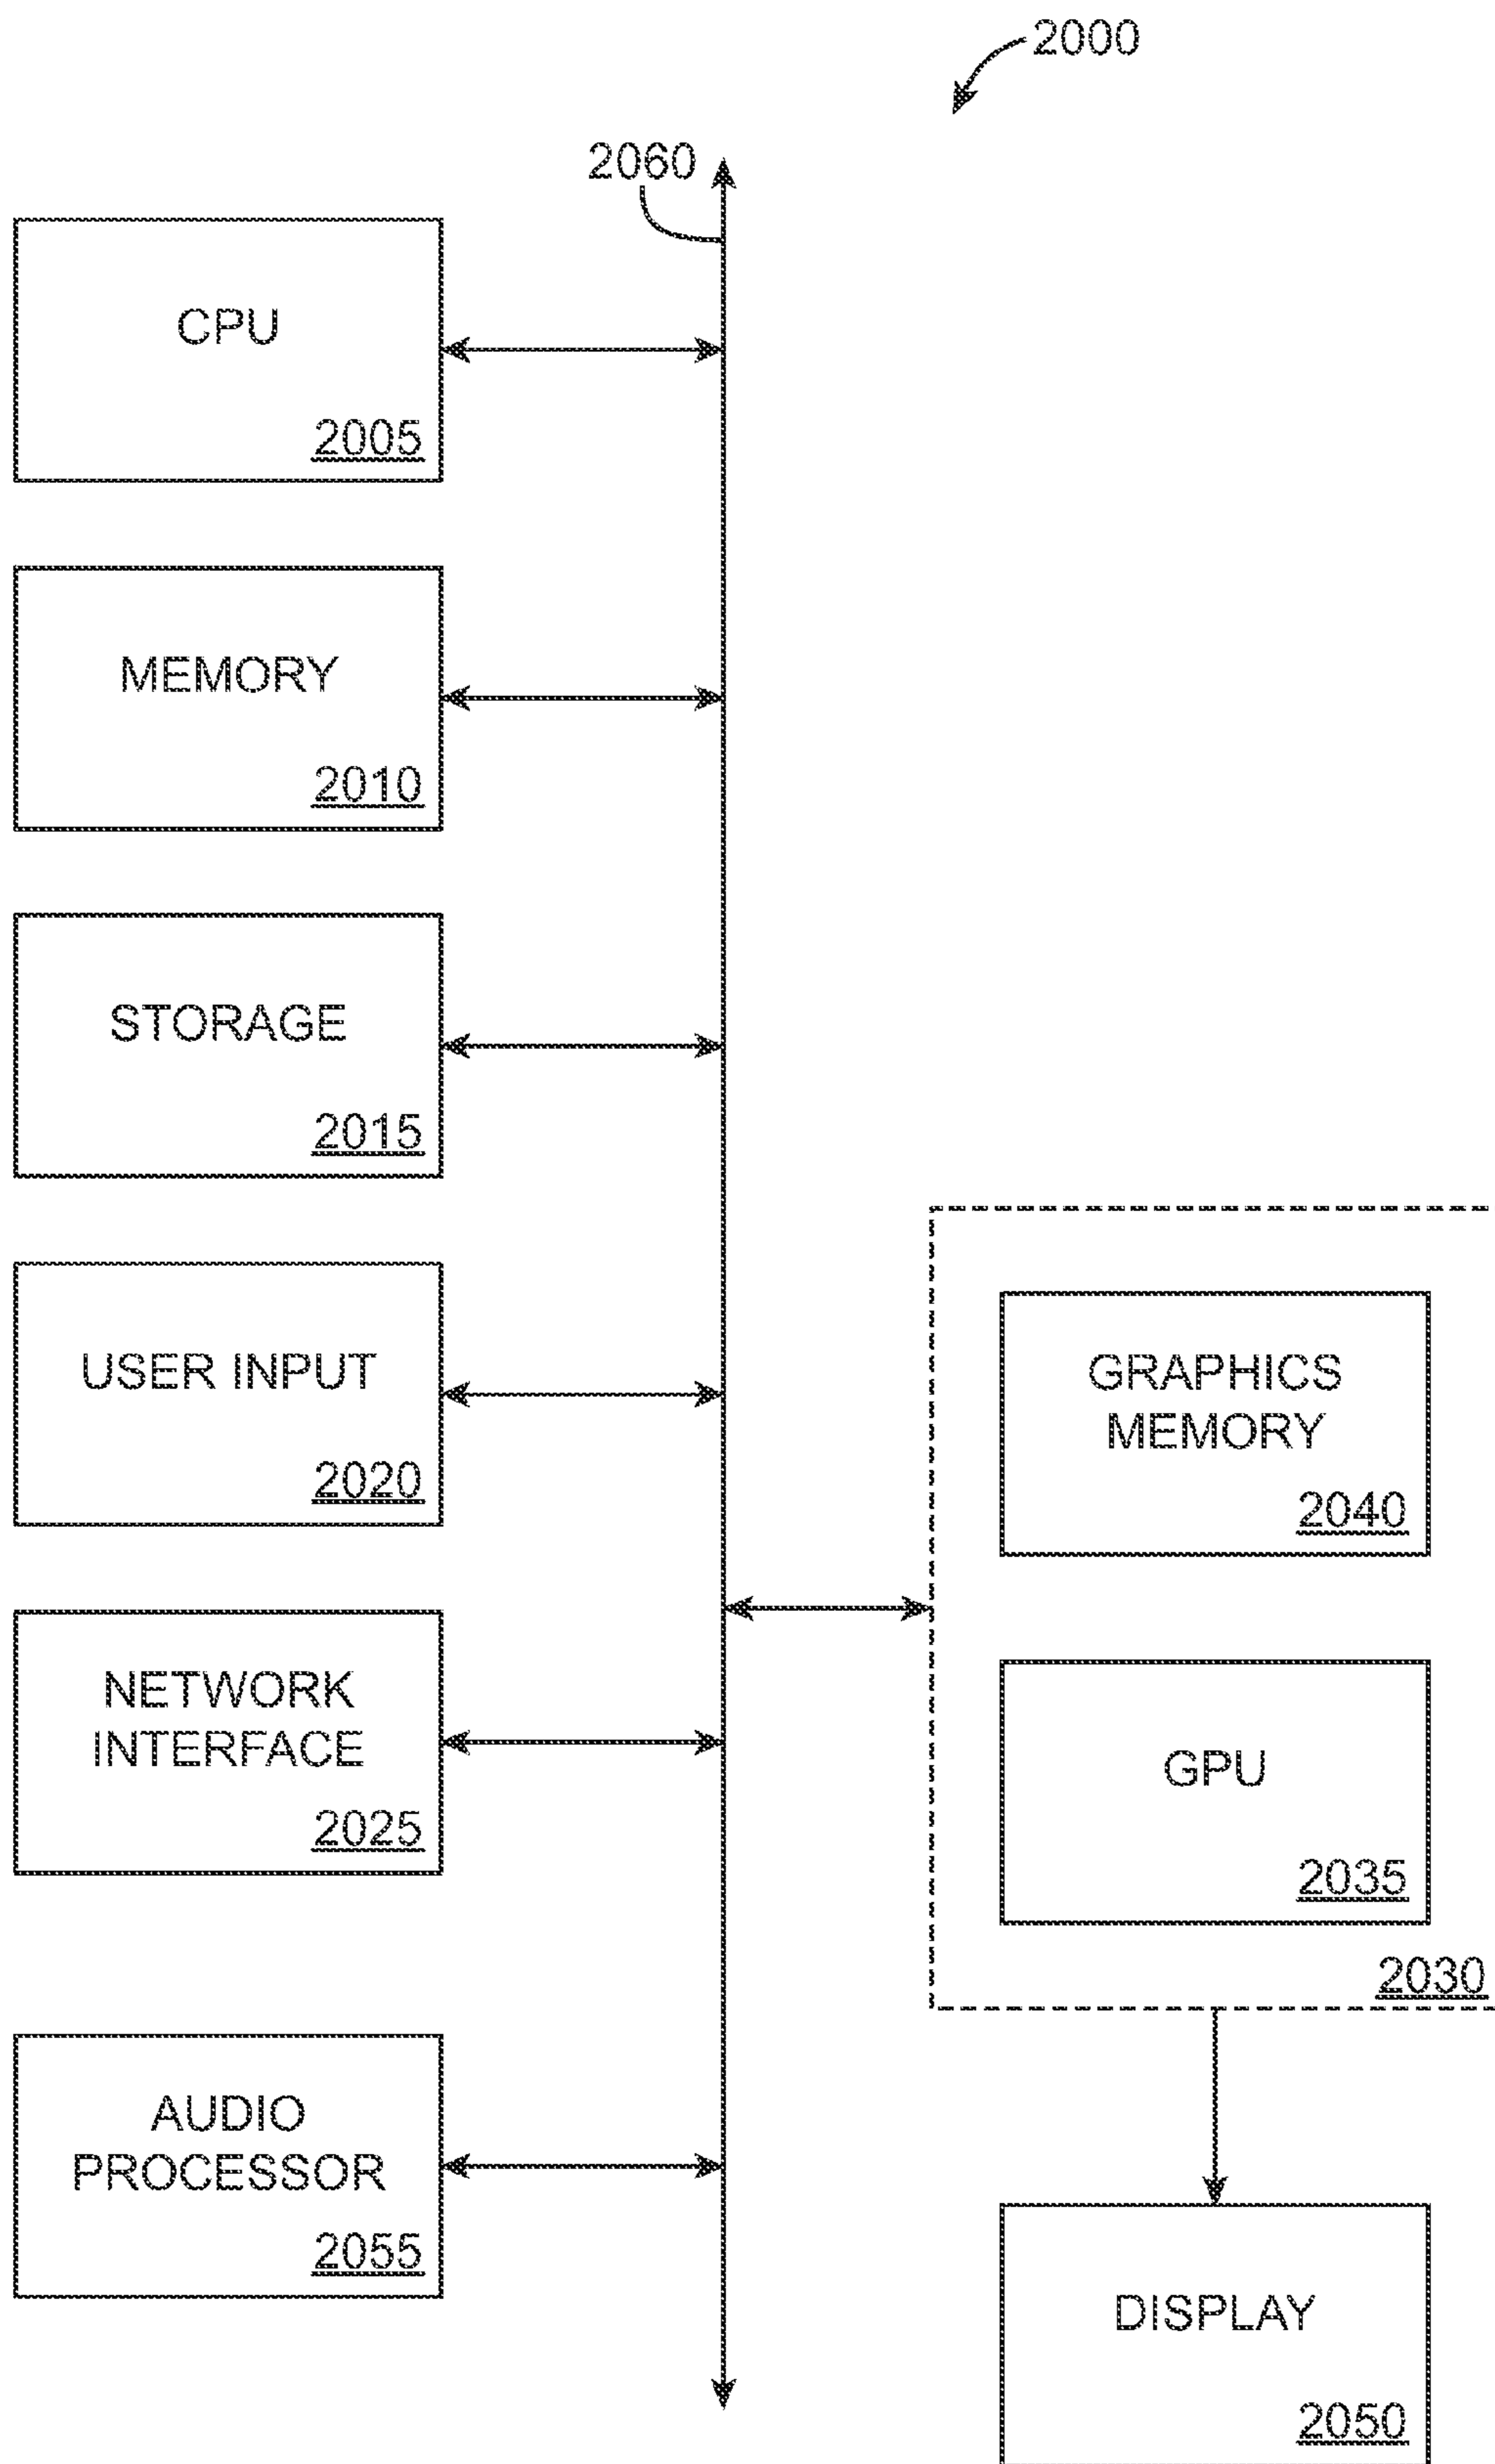 2000
2060
CPU
2005
MEMORY
2010
STORAGE
2015
USER INPUT
2020
NETWORK
INTERFACE
2025
AUDIO
PROCESSOR
2055
GRAPHICS
MEMORY
2040
GPU
2035
2030
DISPLAY
2050